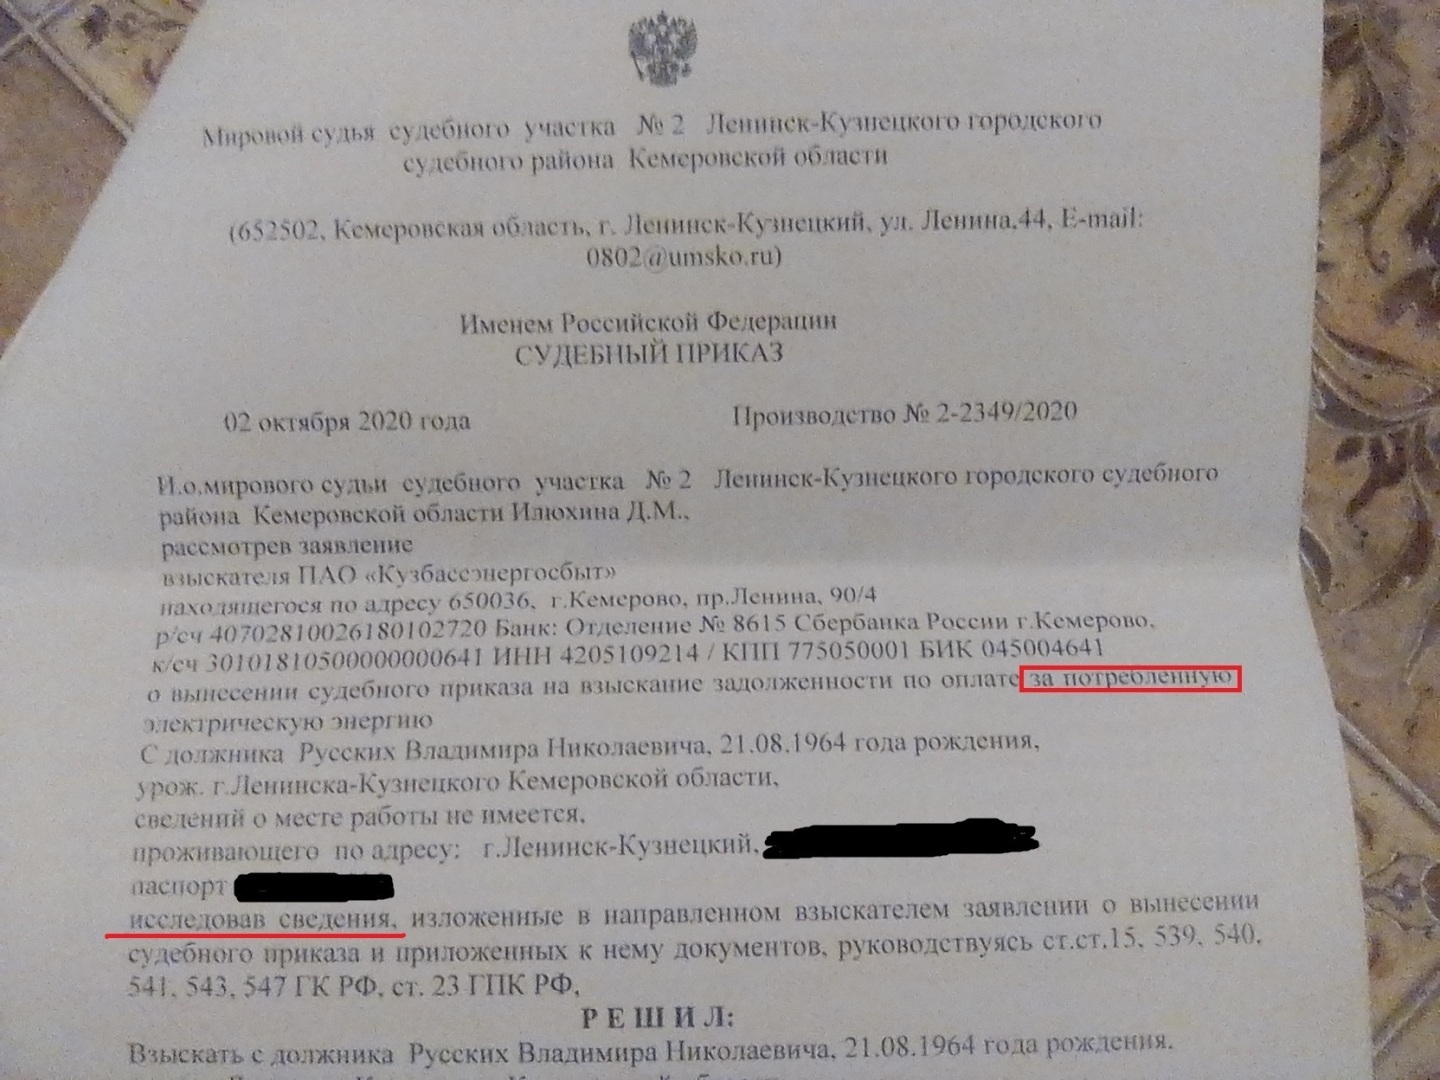 Мировой судья судебного участка № 2 Ленинск-Кузнецкого городского
судебного района Кемеровской области
(652502, Кемеровская область, г. Ленинск-Кузнецкий, ул. Ленина,44, E-mail:
0802@umsko.ru)
Именем Российской Федерации
СУДЕБНЫЙ ПРИКАЗ
02 октября 2020 года Производство № 2-2349/2020
И.о.мирового судьи судебного участка № 2 Ленинск-Кузнецкого городского судебного
района Кемеровской области Илюхина Д.М.,
рассмотрев заявление
взыскателя ПАО «Кузбассэнергосбыт»
находящегося по адресу 650036, г.Кемерово, пр.Ленина, 90/4
р/сч 40702810026180102720 Банк: Отделение № 8615 Сбербанка России г.Кемерово,
к/сч 30101810500000000641 ИНН 4205109214 / КПП 775050001 БИК 045004641
о вынесении судебного приказа на взыскание задолженности по оплате за потребленную
электрическую энергию
С должника Русских Владимира Николаевича, 21.08.1964 года рождения,
урож. г.Ленинска-Кузнецкого Кемеровской области,
сведений о месте работы не имеется,
проживающего по адресу: г.Ленинск-Кузнецкий,
паспорт
исследовав сведения, изложенные в направленном взыскателем заявлении о вынесении
судебного приказа и приложенных к нему документов, руководствуясь ст.ст.15, 539, 540,
541, 543, 547 ГК РФ, ст. 23 ГПК РФ,
Р Е Ш И Л:
Взыскать с должника Русских Владимира Николаевича, 21.08.1964 года рождения,